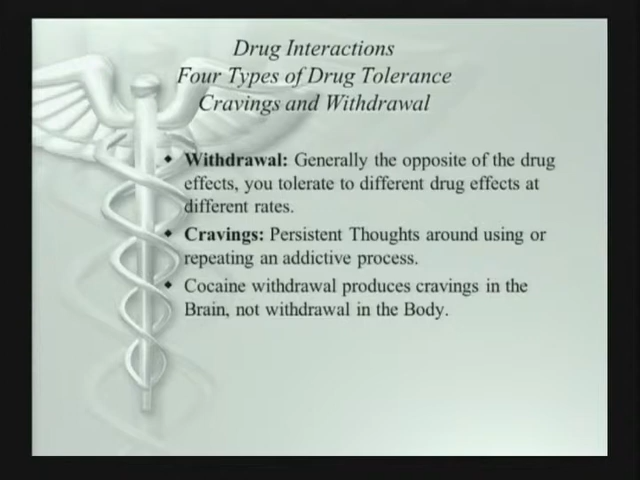 Drug Interactions
Four Types of Drug Tolerance
Cravings and Withdrawal
Withdrawal: Generally the opposite of the drug
effects, you tolerate to different drug effects at
different rates.
Cravings: Persistent Thoughts around using or
repeating an addictive process.
Cocaine withdrawal produces cravings in the
Brain, not withdrawal in the Body.